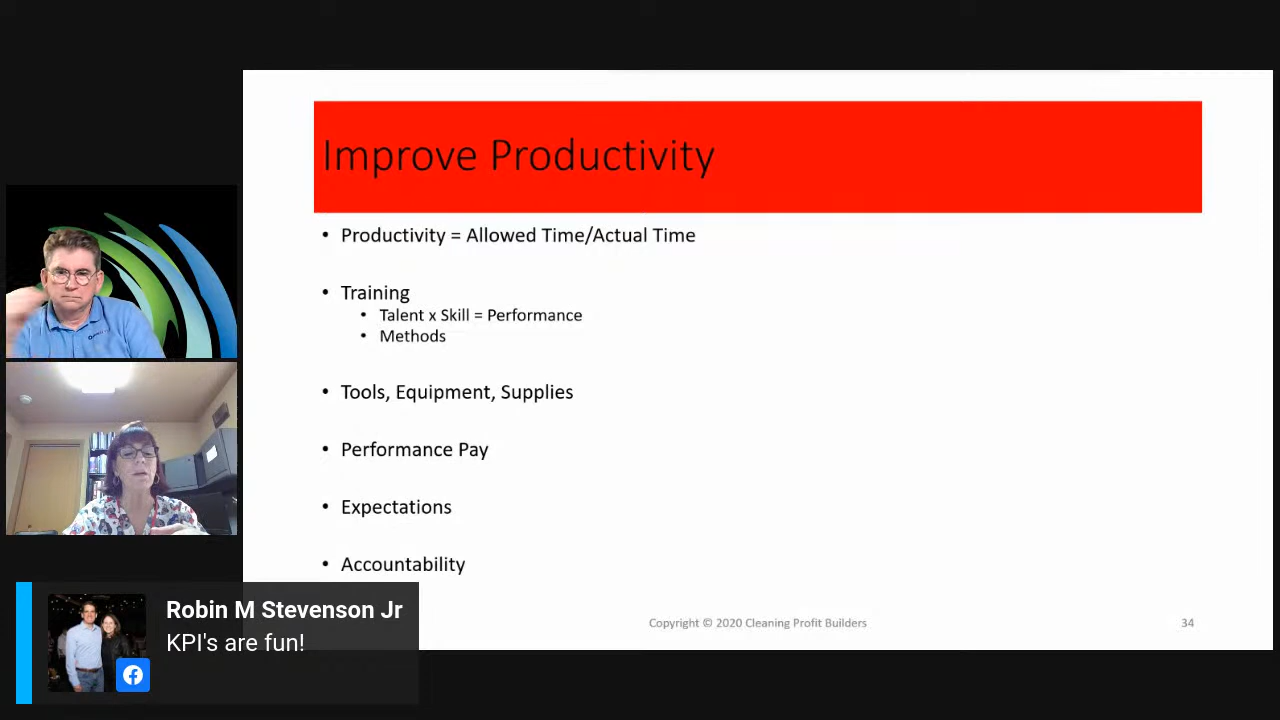 Improve Productivity
• Productivity = Allowed Time/Actual Time
• Training
• Talent x Skill = Performance
• Methods
• Tools, Equipment, Supplies
• Performance Pay
• Expectations
• Accountability
Copyright © 2020 Cleaning Profit Builders
34
Robin M Stevenson Jr
KPI's are fun!